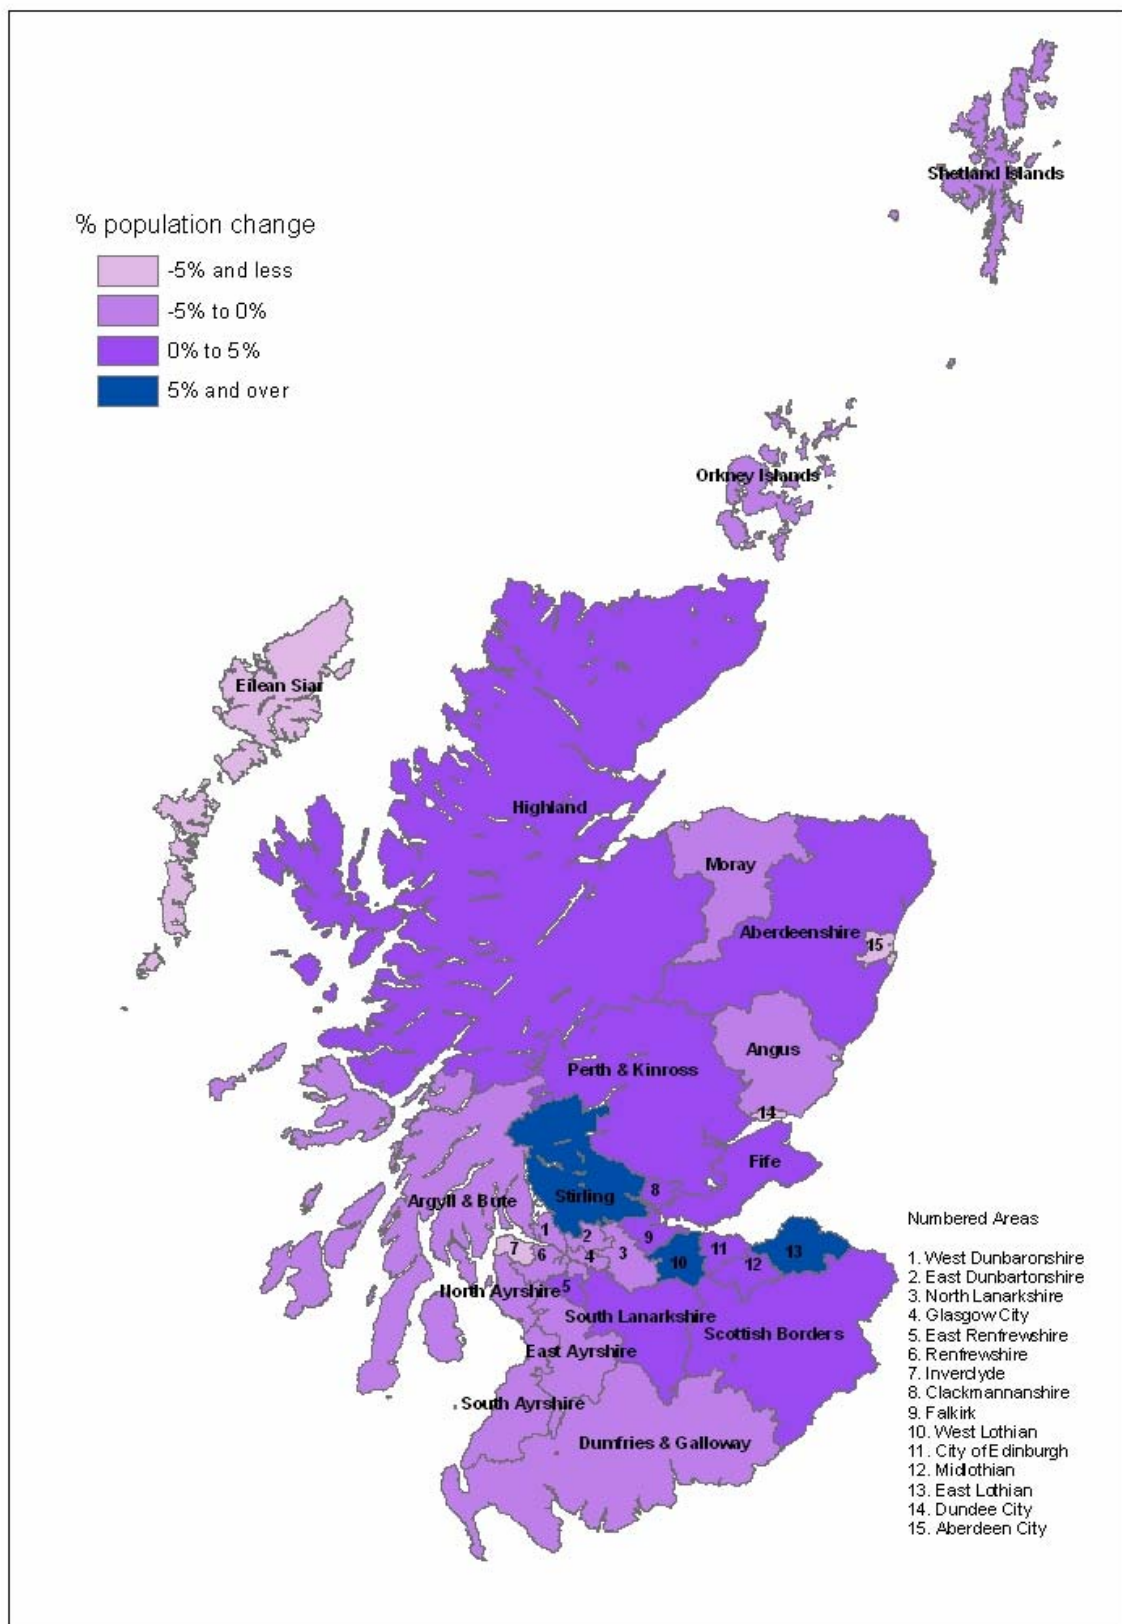 % population change
-5% and less
-5% to 0%
0% to 5%
5% and over
Shetland Islands
Orkney Islands
Eilean Siar
Highland
Moray
Aberdeenshire
15
Angus
Perth & Kinross
14
Fife
Stirling
8
Argyll & Bute
1
2
9
11
13
7
6
4
3
10
12
North Ayrshire
5
South Lanarkshire
Scottish Borders
East Ayrshire
South Ayrshire
Dumfries & Galloway
Numbered Areas
1. West Dunbaronshire
2. East Dunbartonshire
3. North Lanarkshire
4. Glasgow City
5. East Renfrewshire
6. Renfrewshire
7. Inverclyde
8. Clackmannanshire
9. Falkirk
10. West Lothian
11. City of Edinburgh
12. Midlothian
13. East Lothian
14. Dundee City
15. Aberdeen City